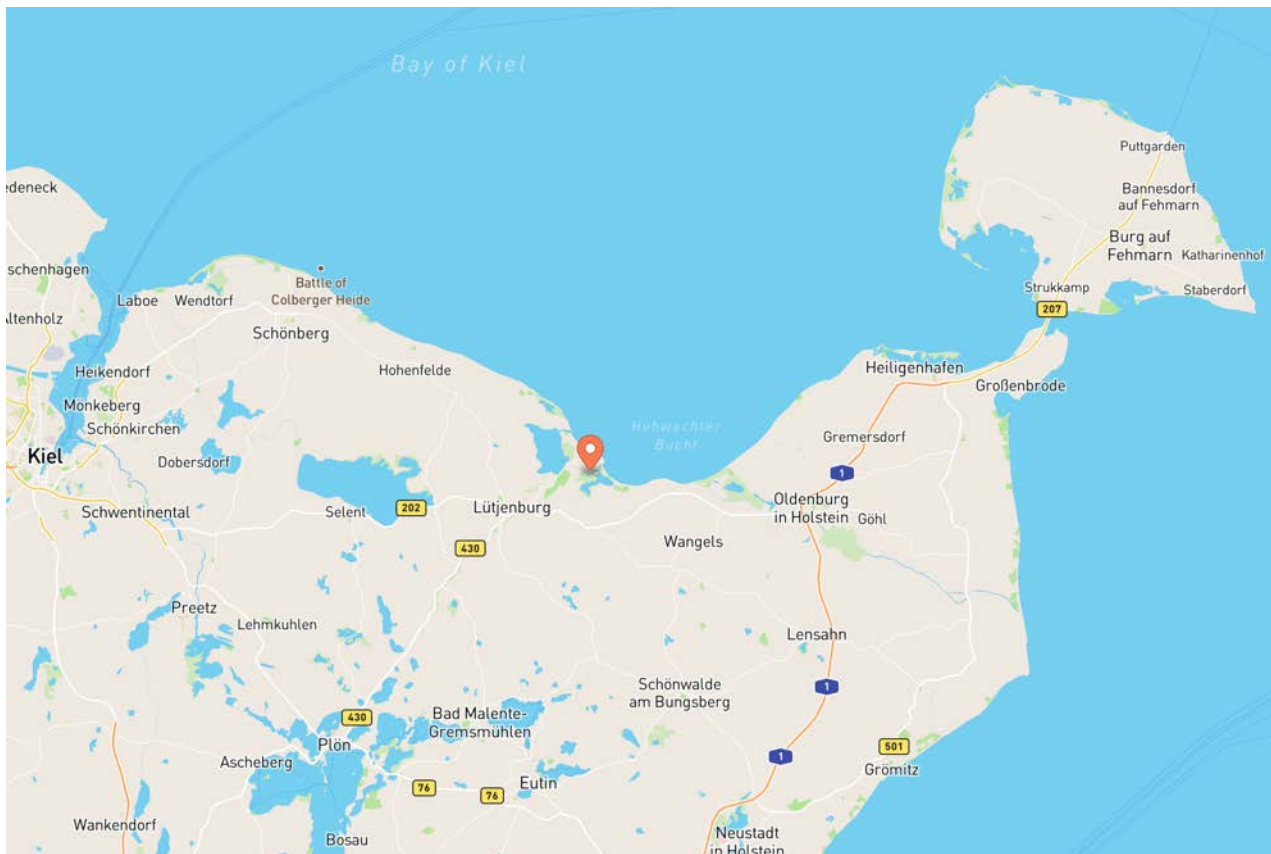 Bay of Kiel
Puttgarden
edeneck
Bannesdorf
auf Fehmarn
Burg auf
Fehmarn
Katharinenhof
schenhagen
Battle of
Colberger Heide
Strukkamp
Staberdorf
Laboe
Wendtorf
207
Altenholz
Schönberg
Heikendorf
Hohenfelde
Heiligenhafen
Großenbrode
Mönkeberg
Schönkirchen
Hohwachter
Bucht
Gremersdorf
Kiel
Dobersdorf
1
Schwentinental
Selent
202
Lütjenburg
Oldenburg
in Holstein
Göhl
430
Wangels
Preetz
Lehmkuhlen
Lensahn
Schönwalde
am Bungsberg
1
430
Bad Malente-
Gremsmühlen
Plön
Ascheberg
1
501
Grömitz
76
76
Eutin
Wankendorf
Bosau
Neustadt
in Holstein